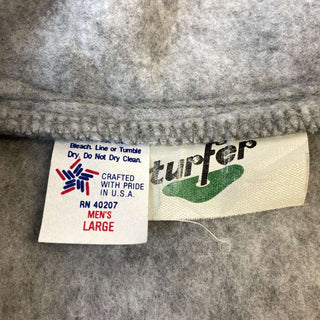 Bleach. Line or Tumble
Dry. Do Not Dry Clean.
CRAFTED
WITH PRIDE
IN U.S.A.
RN 40207
MEN'S
LARGE
turfer